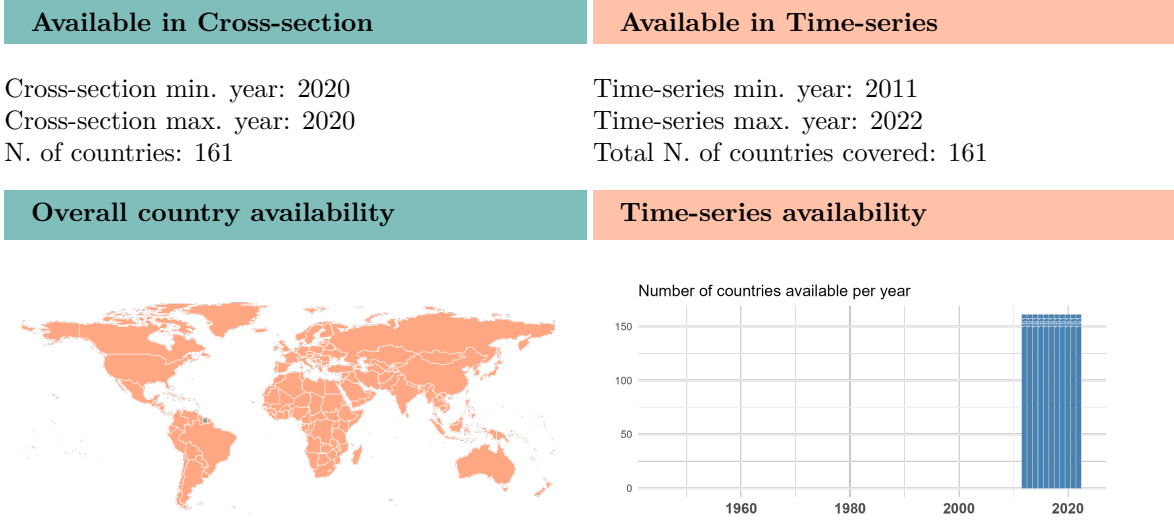 Available in Cross-section
Available in Time-series
Cross-section min. year: 2020
Cross-section max. year: 2020
N. of countries: 161
Time-series min. year: 2011
Time-series max. year: 2022
Total N. of countries covered: 161
Overall country availability
Time-series availability
Number of countries available per year
150
100
50
0
1960
1980
2000
2020